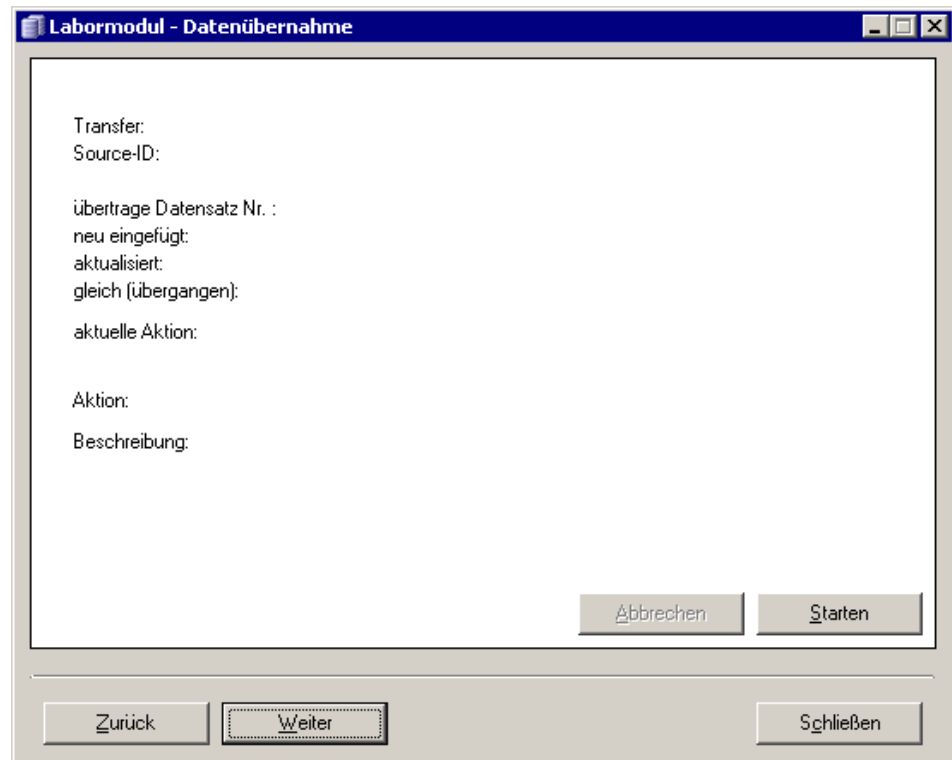 Labormodul - Datenübernahme
Transfer:
Source-ID:
übertrage Datensatz Nr. :
neu eingefügt:
aktualisiert:
gleich (übergangen):
aktuelle Aktion:
Aktion:
Beschreibung:
Abbrechen Starten
Zurück Weiter Schließen